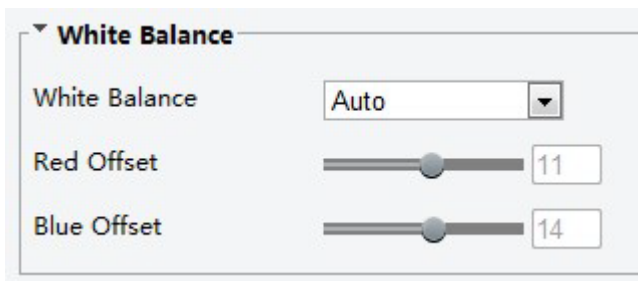 White Balance
White Balance Auto
Red Offset 11
Blue Offset 14